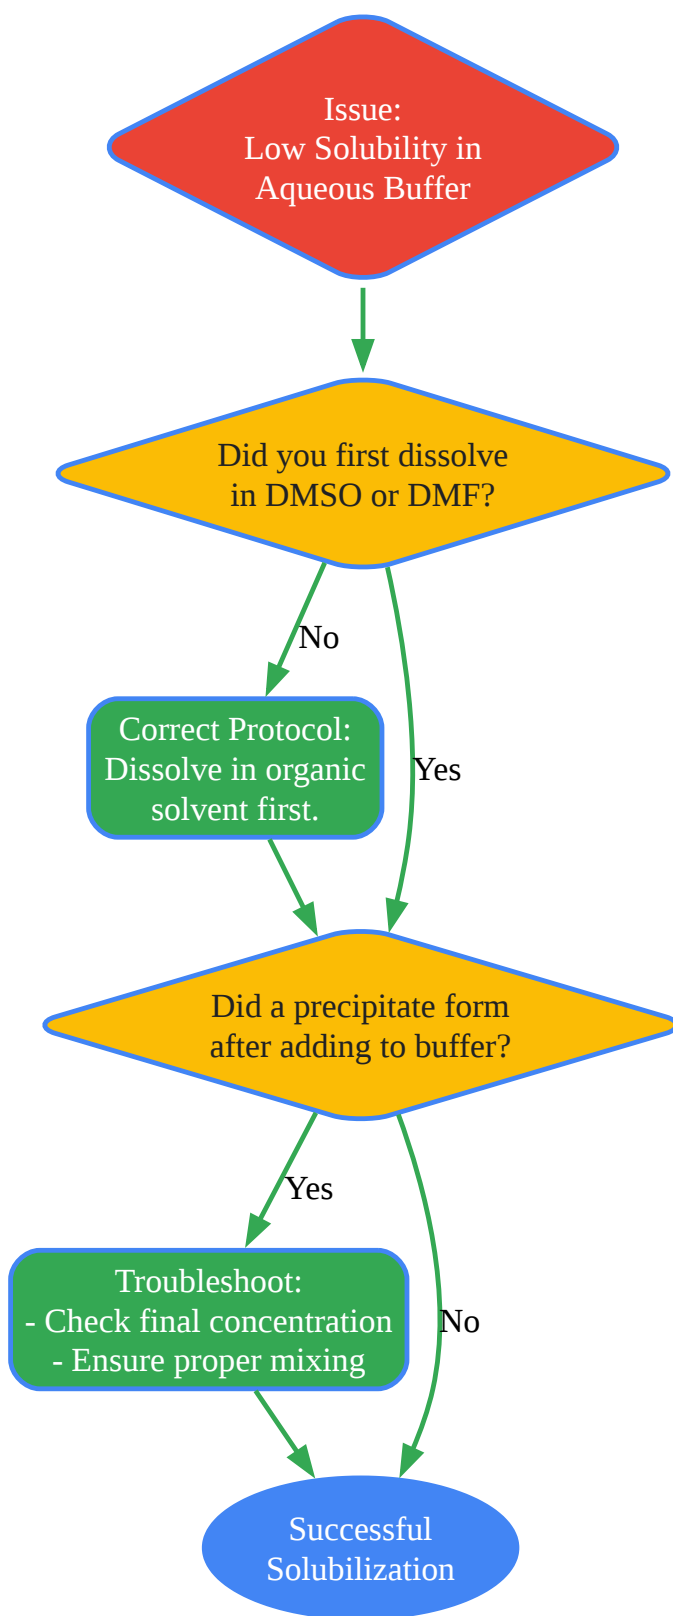 Issue:
Low Solubility in
Aqueous Buffer
Did you first dissolve
in DMSO or DMF?
No
Correct Protocol:
Dissolve in organic
solvent first.
Yes
Did a precipitate form
after adding to buffer?
Yes
Troubleshoot:
- Check final concentration
- Ensure proper mixing
No
Successful
Solubilization